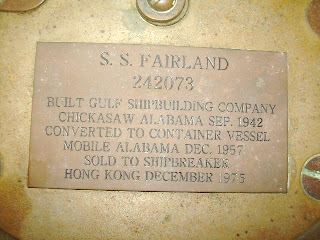 S. S. FAIRLAND
242073
BUILT GULF SHIPBUILDING COMPANY
CHICKASAW ALABAMA SEP. 1942
CONVERTED TO CONTAINER VESSEL
MOBILE ALABAMA DEC. 1957
SOLD TO SHIPBREAKER
HONG KONG DECEMBER 1975